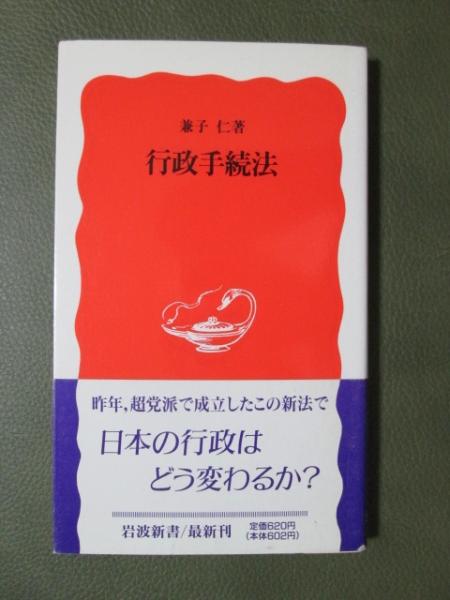 兼子 仁著
行政手続法
昨年,超党派で成立したこの新法で
日本の行政は
どう変わるか?
岩波新書/最新刊
定価620円
(本体602円)